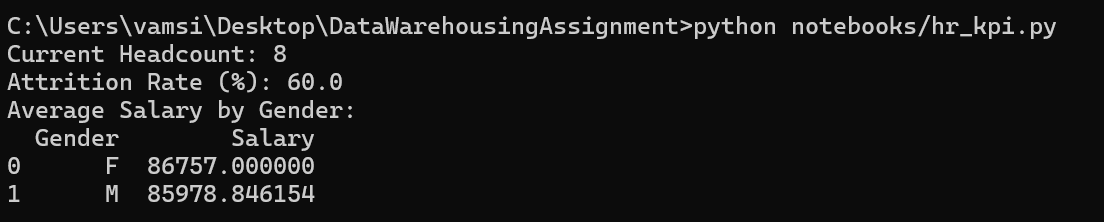 C:\Users\vamsi\Desktop\DataWarehousingAssignment>python notebooks/hr_kpi.py
Current Headcount: 8
Attrition Rate (%): 60.0
Average Salary by Gender:
  Gender        Salary
0      F  86757.000000
1      M  85978.846154